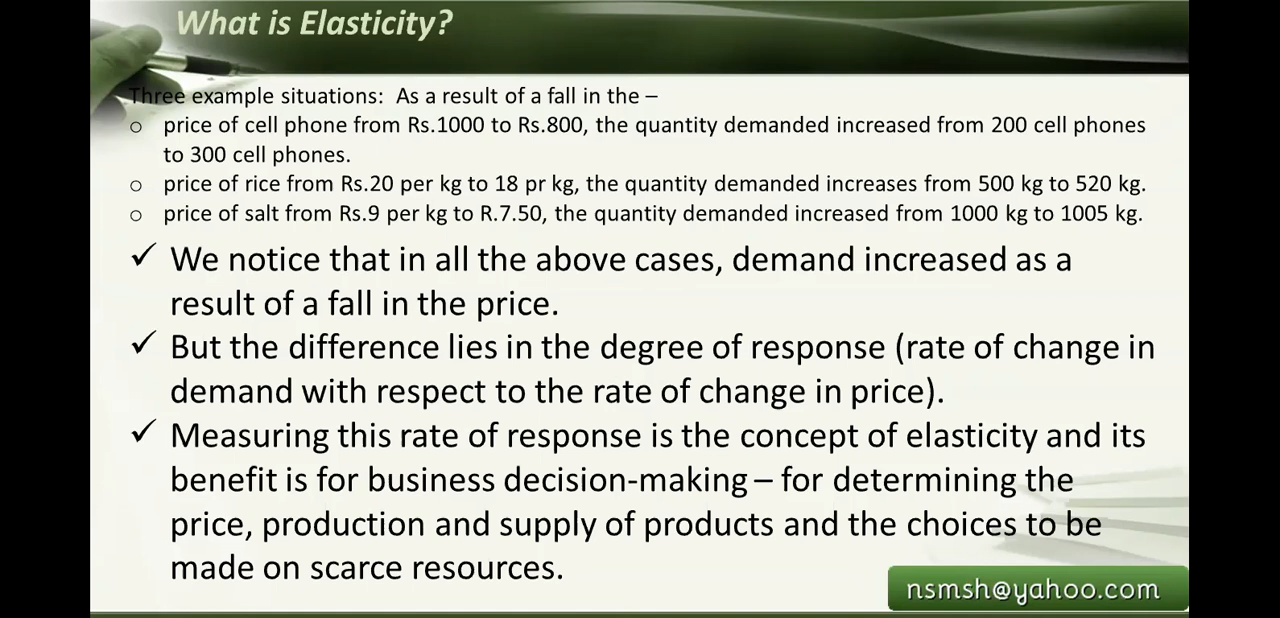 What is Elasticity?
Three example situations:  As a result of a fall in the –
o price of cell phone from Rs.1000 to Rs.800, the quantity demanded increased from 200 cell phones
to 300 cell phones.
o price of rice from Rs.20 per kg to 18 pr kg, the quantity demanded increases from 500 kg to 520 kg.
o price of salt from Rs.9 per kg to R.7.50, the quantity demanded increased from 1000 kg to 1005 kg.
✓ We notice that in all the above cases, demand increased as a
result of a fall in the price.
✓ But the difference lies in the degree of response (rate of change in
demand with respect to the rate of change in price).
✓ Measuring this rate of response is the concept of elasticity and its
benefit is for business decision-making – for determining the
price, production and supply of products and the choices to be
made on scarce resources.
nsmsh@yahoo.com